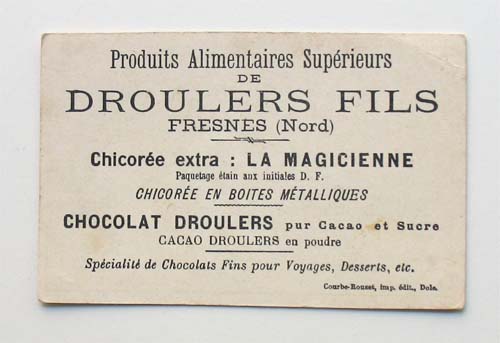 Produits Alimentaires Supérieurs
DE
DROULERS FILS
FRESNES (Nord)
Chicorée extra : LA MAGICIENNE
Paquetage étain aux initiales D. F.
CHICORÉE EN BOITES MÉTALLIQUES
CHOCOLAT DROULERS pur Cacao et Sucre
CACAO DROULERS en poudre
Spécialité de Chocolats Fins pour Voyages, Desserts, etc.
Courbe-Rouzet, imp. édit., Dole.